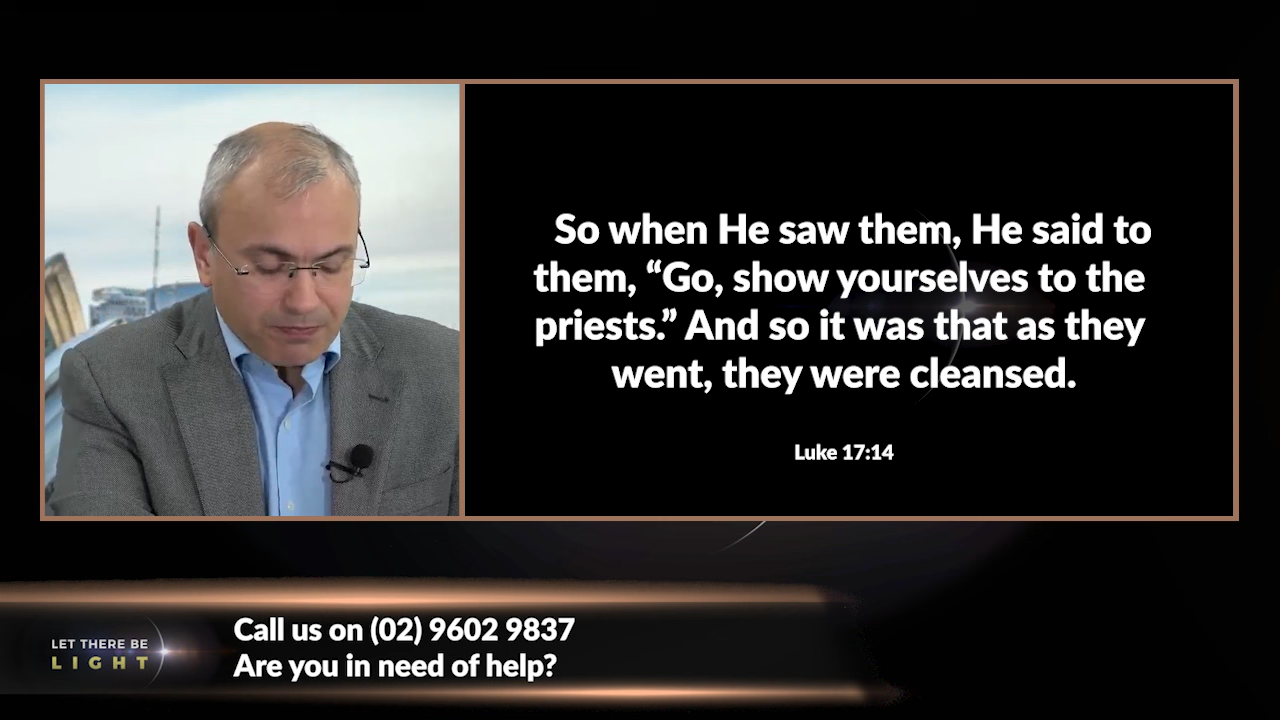 So when He saw them, He said to
them, “Go, show yourselves to the
priests.” And so it was that as they
went, they were cleansed.
Luke 17:14
Call us on (02) 9602 9837
Are you in need of help?
LET THERE BE
LIGHT